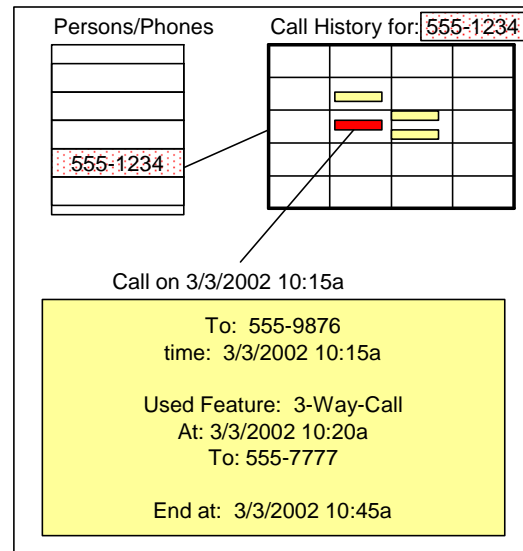 Persons/Phones
Call History for: 555-1234
555-1234
Call on 3/3/2002 10:15a
To: 555-9876
time: 3/3/2002 10:15a
Used Feature: 3-Way-Call
At: 3/3/2002 10:20a
To: 555-7777
End at: 3/3/2002 10:45a